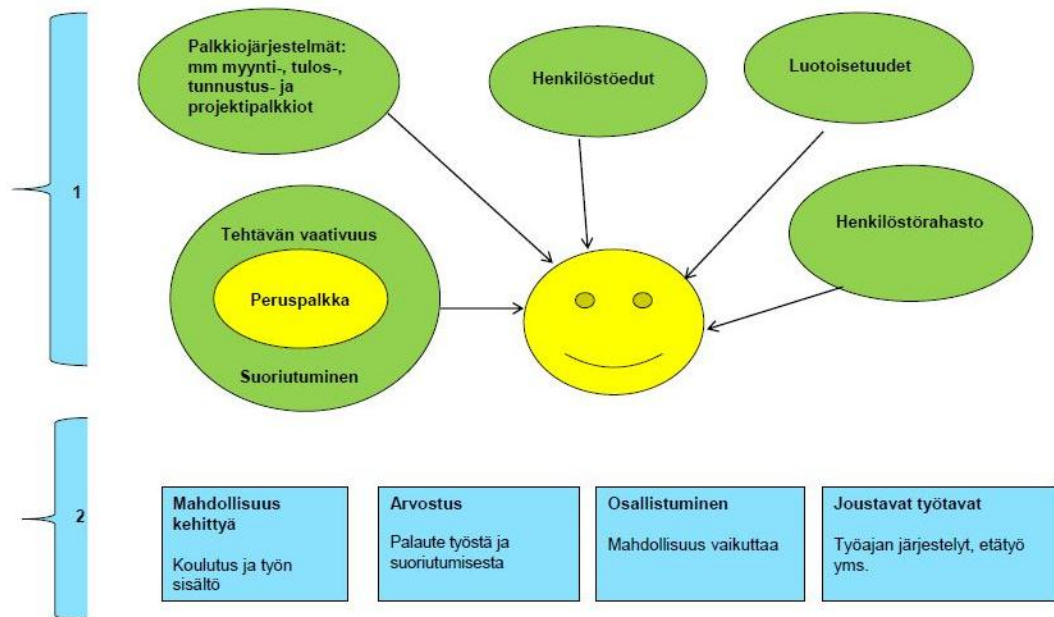 Palkkiojärjestelmät:
mm myynti-, tulos-,
tunnustus- ja
projektipalkkiot
Henkilöstöedut
Luotoisetuudet
1
Tehtävän vaativuus
Peruspalkka
Suoriutuminen
Henkilöstörahasto
2
Mahdollisuus
kehittyä
Koulutus ja työn
sisältö
Arvostus
Palaute työstä ja
suoriutumisesta
Osallistuminen
Mahdollisuus vaikuttaa
Joustavat työtavat
Työajan järjestelyt, etätyö
yms.